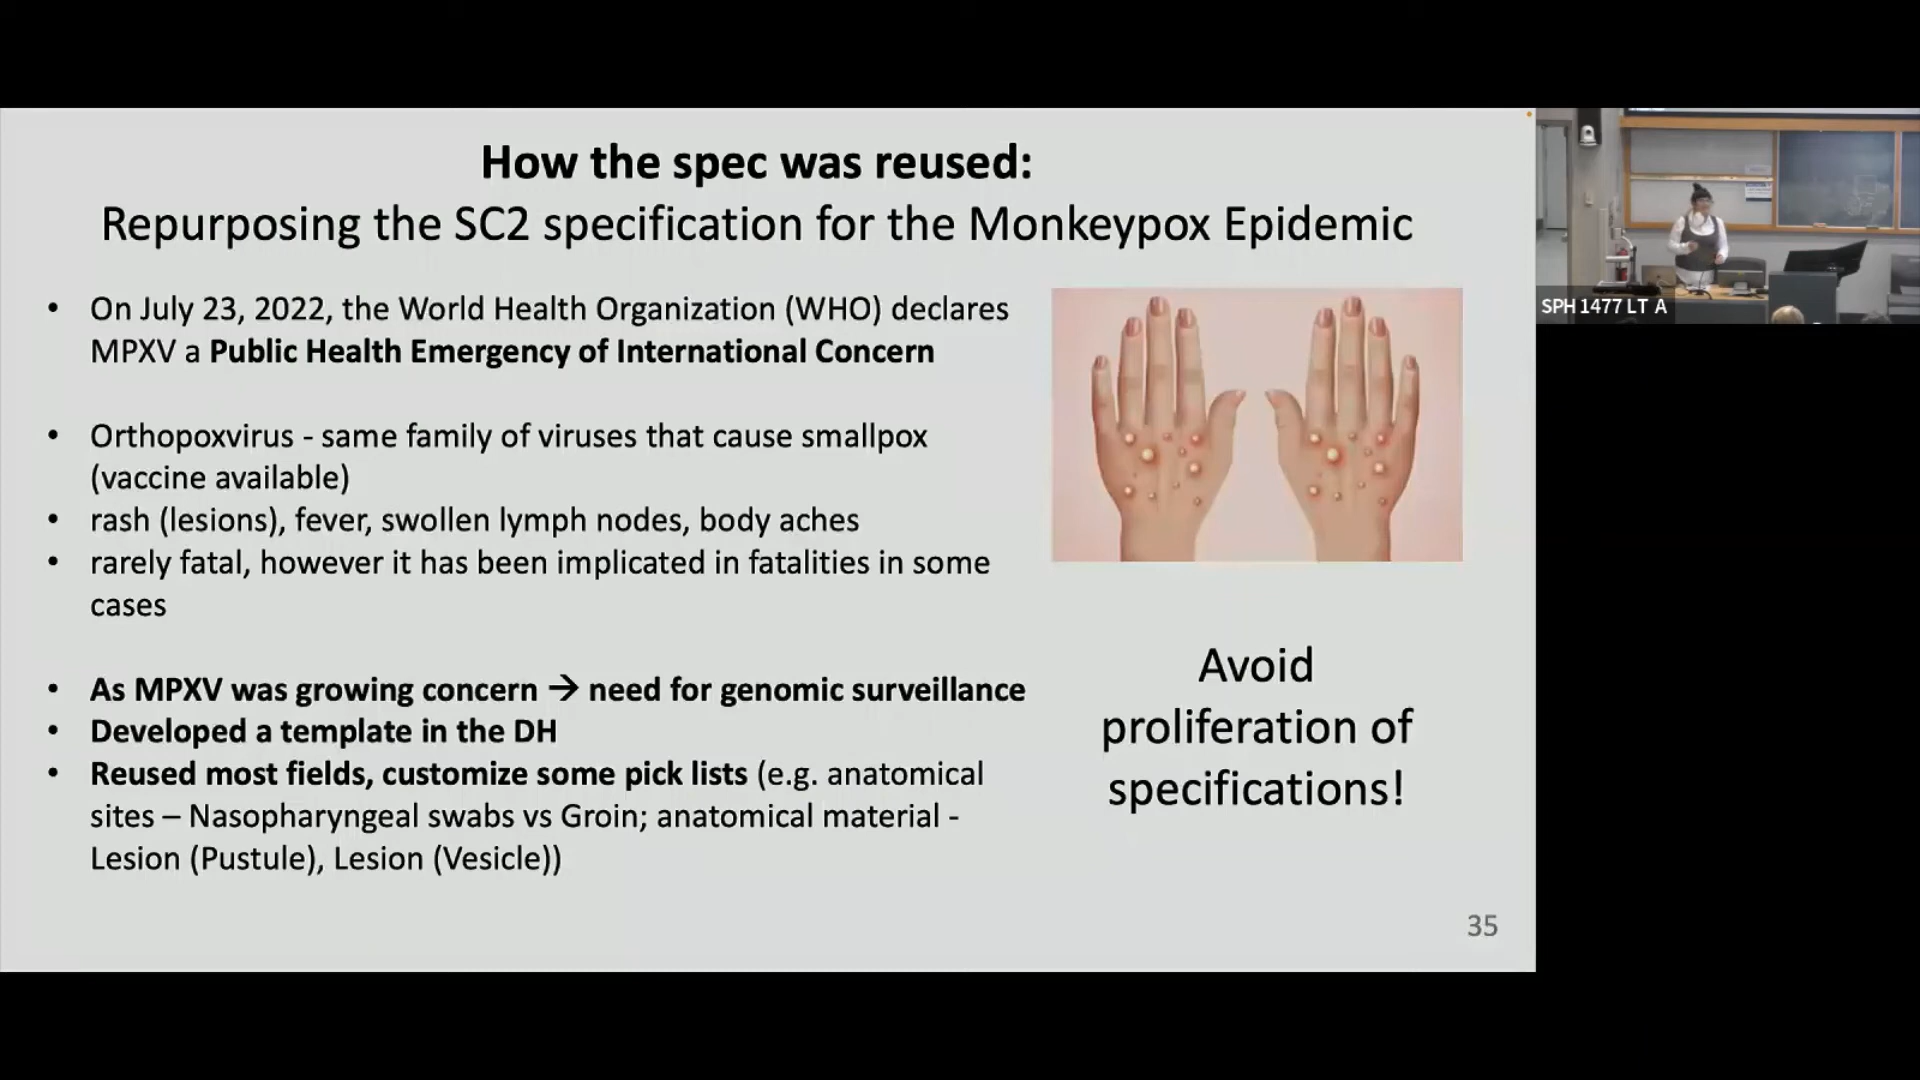 How the spec was reused:
Repurposing the SC2 specification for the Monkeypox Epidemic
• On July 23, 2022, the World Health Organization (WHO) declares
MPXV a Public Health Emergency of International Concern
• Orthopoxvirus - same family of viruses that cause smallpox
(vaccine available)
• rash (lesions), fever, swollen lymph nodes, body aches
• rarely fatal, however it has been implicated in fatalities in some
cases
• As MPXV was growing concern → need for genomic surveillance
• Developed a template in the DH
• Reused most fields, customize some pick lists (e.g. anatomical
sites – Nasopharyngeal swabs vs Groin; anatomical material -
Lesion (Pustule), Lesion (Vesicle))
Avoid
proliferation of
specifications!
35
SPH 1477 LT A